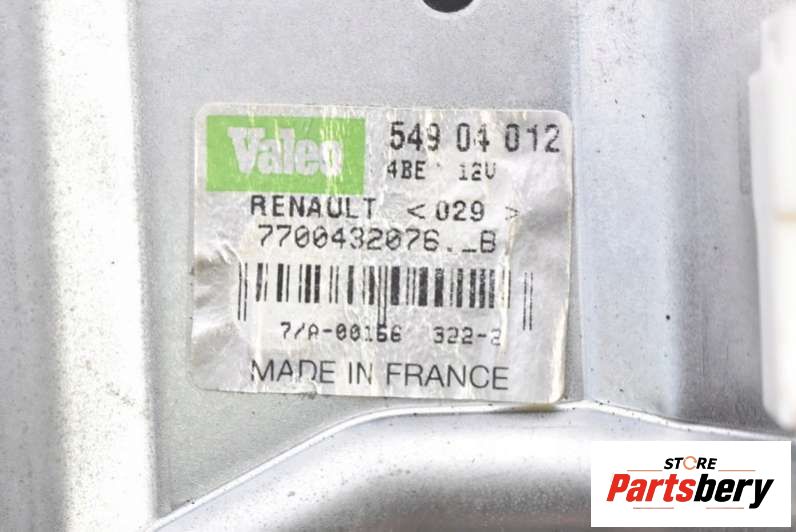 Valeo 549 04 012
4BE 12V
RENAULT <029>
7700432076._B
7/A-00156 322-2
MADE IN FRANCE
STORE
Partsbery